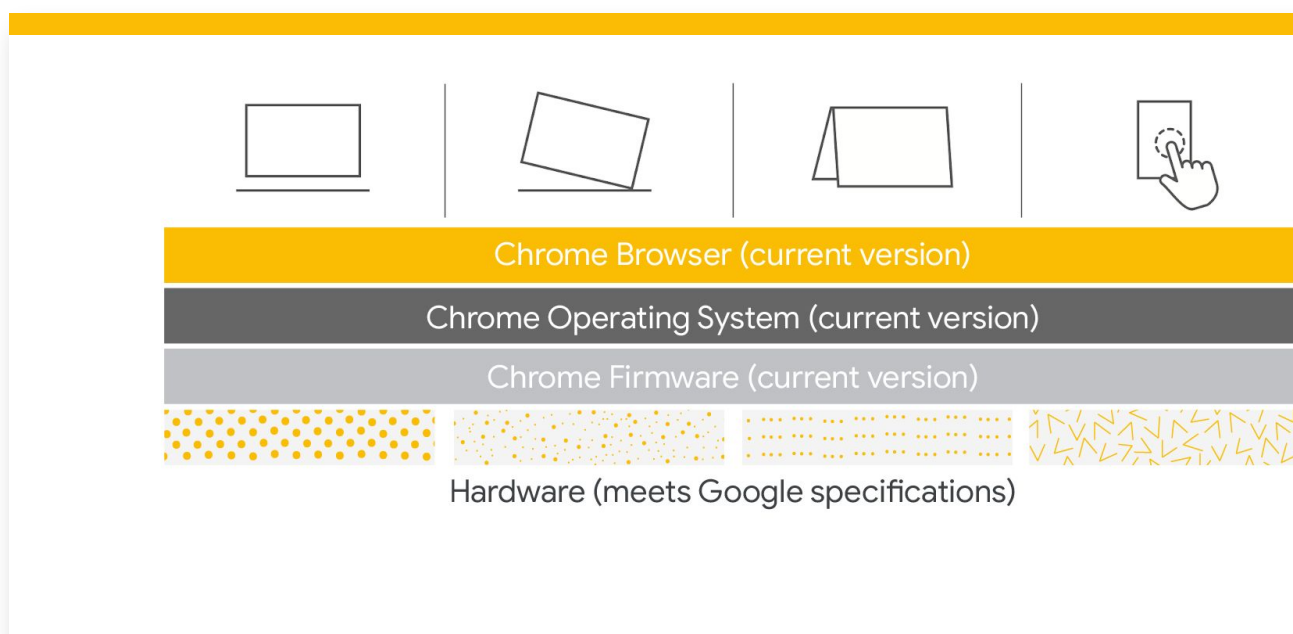 Chrome Browser (current version)
Chrome Operating System (current version)
Chrome Firmware (current version)
Hardware (meets Google specifications)